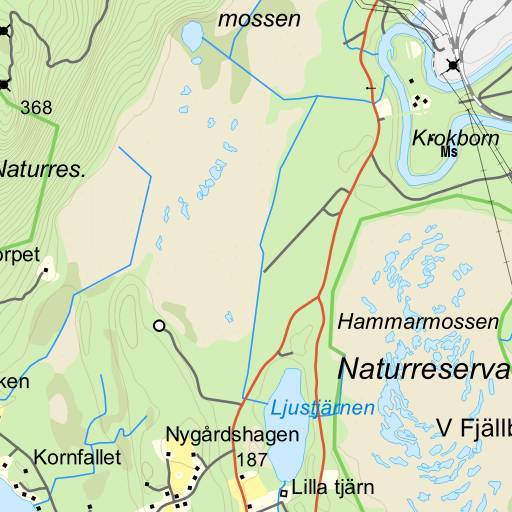 mossen
368
Krokborn
Ms
Naturres.
orpet
Hammarmossen
Naturreserva
ken
Ljustjärnen
V Fjällb
Nygårdshagen
Kornfallet
187
Lilla tjärn